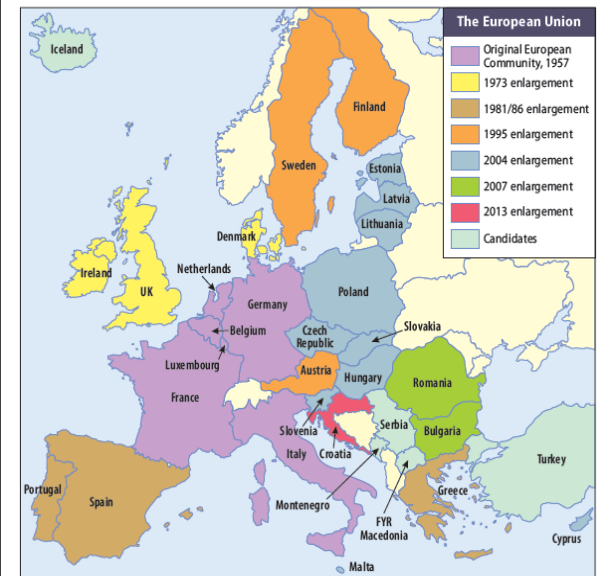 The European Union
Original European
Community, 1957
1973 enlargement
1981/86 enlargement
1995 enlargement
2004 enlargement
2007 enlargement
2013 enlargement
Candidates
Iceland
Finland
Sweden
Estonia
Latvia
Lithuania
Denmark
Netherlands
Ireland
UK
Germany
Poland
Belgium
Czech
Republic
Slovakia
Luxembourg
Austria
Hungary
Romania
France
Slovenia
Italy
Croatia
Serbia
Bulgaria
Portugal
Spain
Montenegro
FYR
Macedonia
Greece
Turkey
Cyprus
Malta